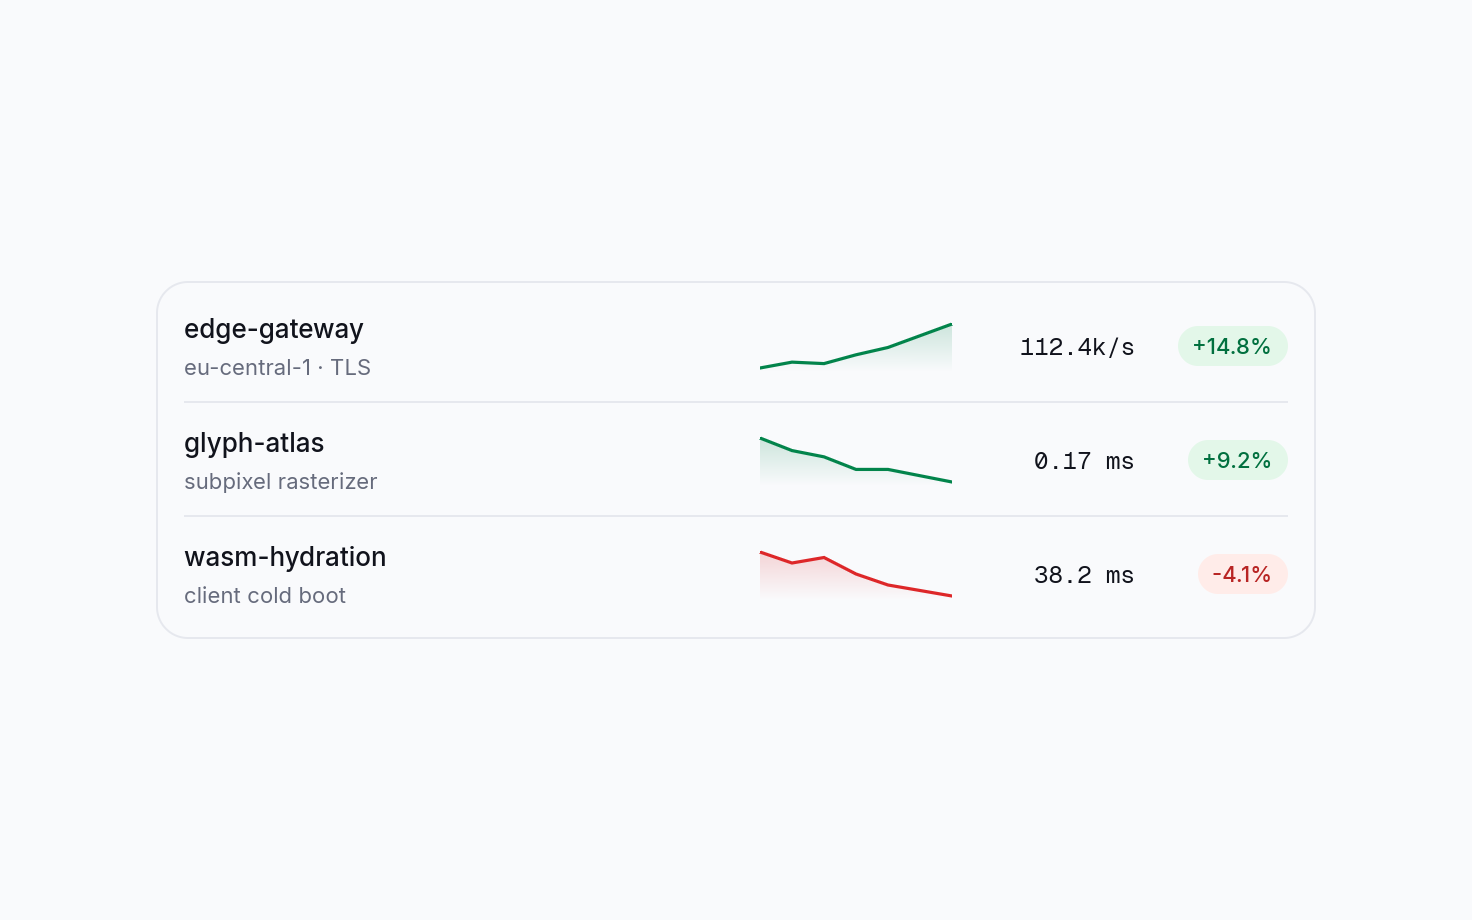 edge-gateway
eu-central-1 · TLS
112.4k/s
+14.8%
glyph-atlas
subpixel rasterizer
0.17 ms
+9.2%
wasm-hydration
client cold boot
38.2 ms
-4.1%